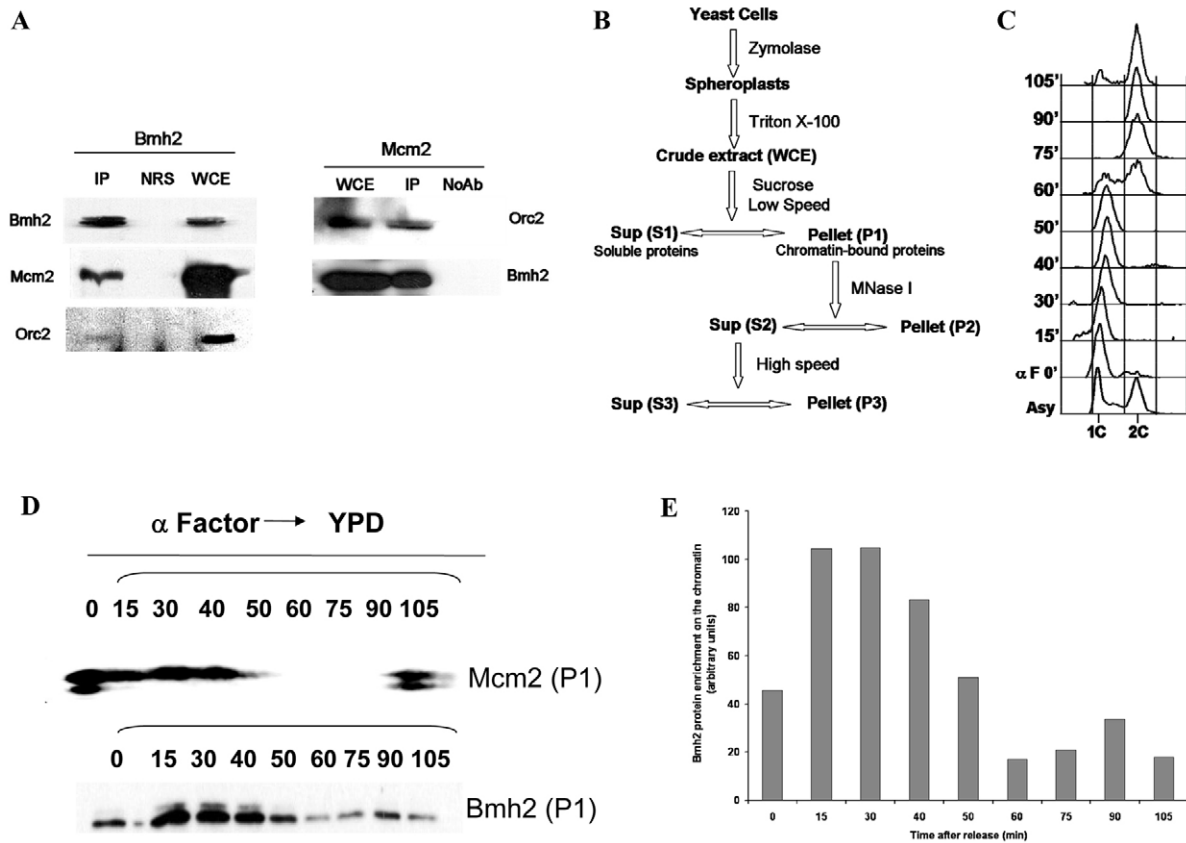 A
Bmh2
IP NRS WCE
Bmh2
Mcm2
Orc2
Mcm2
WCE IP NoAb
Orc2
Bmh2
B
Yeast Cells
Zymolase
Spheroplasts
Triton X-100
Crude extract (WCE)
Sucrose
Low Speed
Sup (S1) Pellet (P1)
Soluble proteins Chromatin-bound proteins
MNase I
Sup (S2) Pellet (P2)
High speed
Sup (S3) Pellet (P3)
C
105'
90'
75'
60'
50'
40'
30'
15'
α F 0'
Asy
1C 2C
D
α Factor → YPD
0 15 30 40 50 60 75 90 105
Mcm2 (P1)
0 15 30 40 50 60 75 90 105
Bmh2 (P1)
E
Bmh2 protein enrichment on the chromatin
(arbitrary units)
120
100
80
60
40
20
0
0 15 30 40 50 60 75 90 105
Time after release (min)